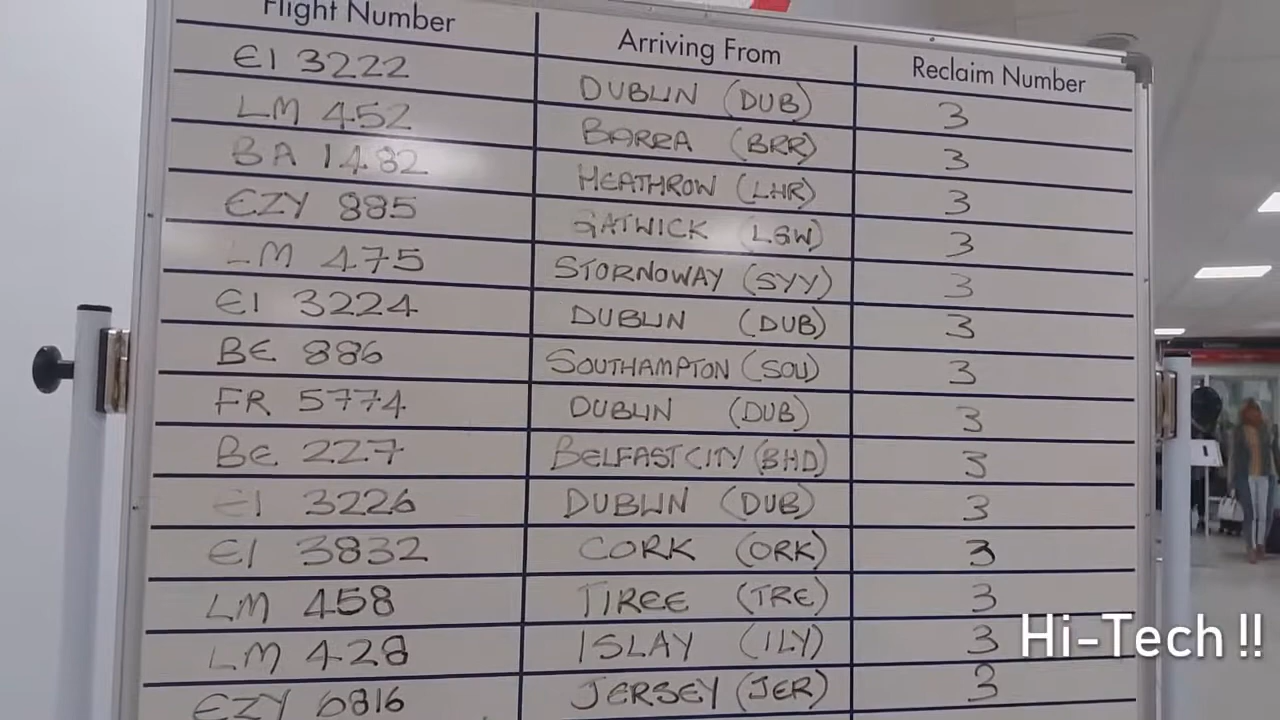 Flight Number Arriving From Reclaim Number
EI 3222 DUBLIN (DUB) 3
LM 452 BARRA (BRR) 3
BA 1482 HEATHROW (LHR) 3
EZY 885 GATWICK (LGW) 3
LM 475 STORNOWAY (SYY) 3
EI 3224 DUBLIN (DUB) 3
BE 886 SOUTHAMPTON (SOU) 3
FR 5774 DUBLIN (DUB) 3
BE 227 BELFAST CITY (BHD) 3
EI 3226 DUBLIN (DUB) 3
EI 3832 CORK (ORK) 3
LM 458 TIREE (TRE) 3
LM 428 ISLAY (ILY) 3
EZY 6816 JERSEY (JER) 3
Hi-Tech !!